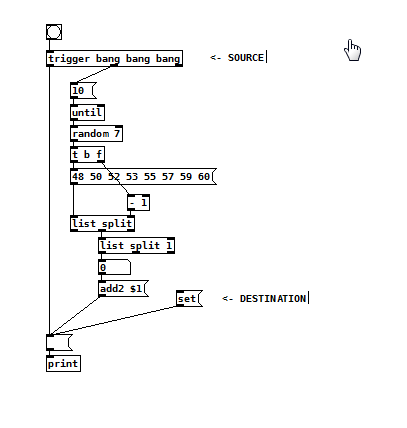 trigger bang bang bang
<- SOURCE
10
until
random 7
t b f
48 50 52 53 55 57 59 60
- 1
list split
list split 1
0
add2 $1
set
<- DESTINATION
print